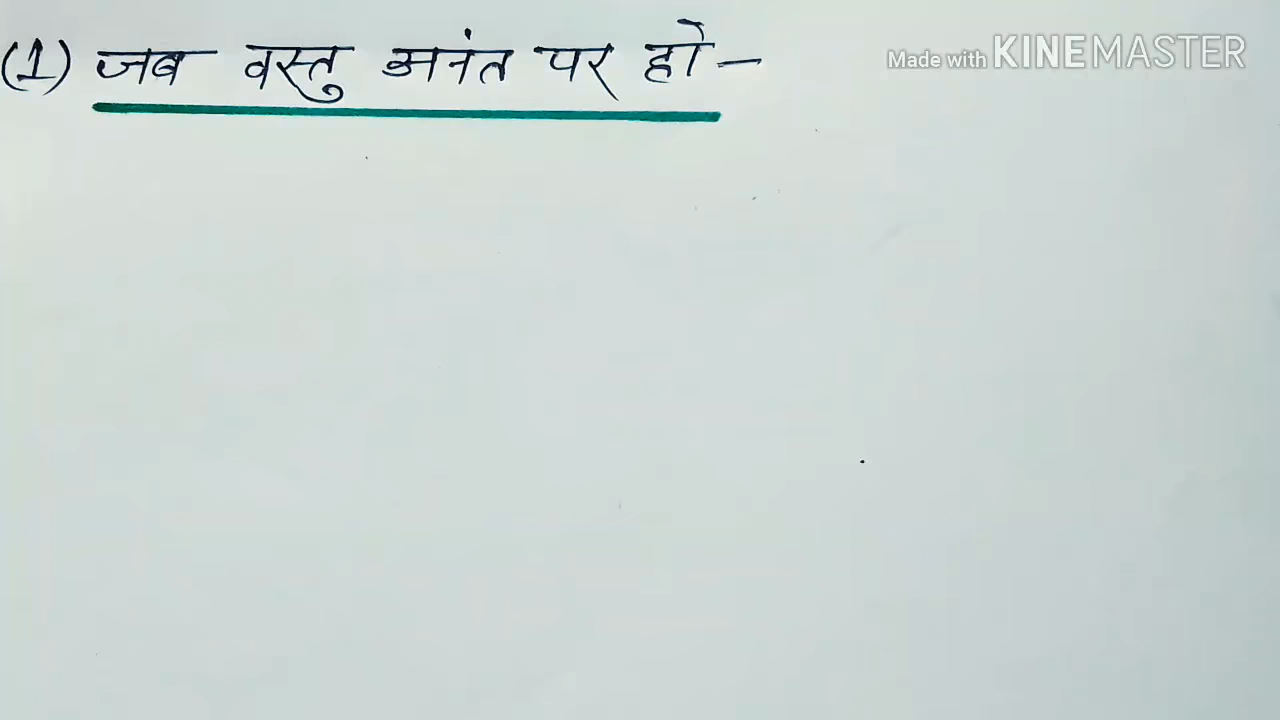 (1) जब वस्तु अनंत पर हो -
Made with KINEMASTER